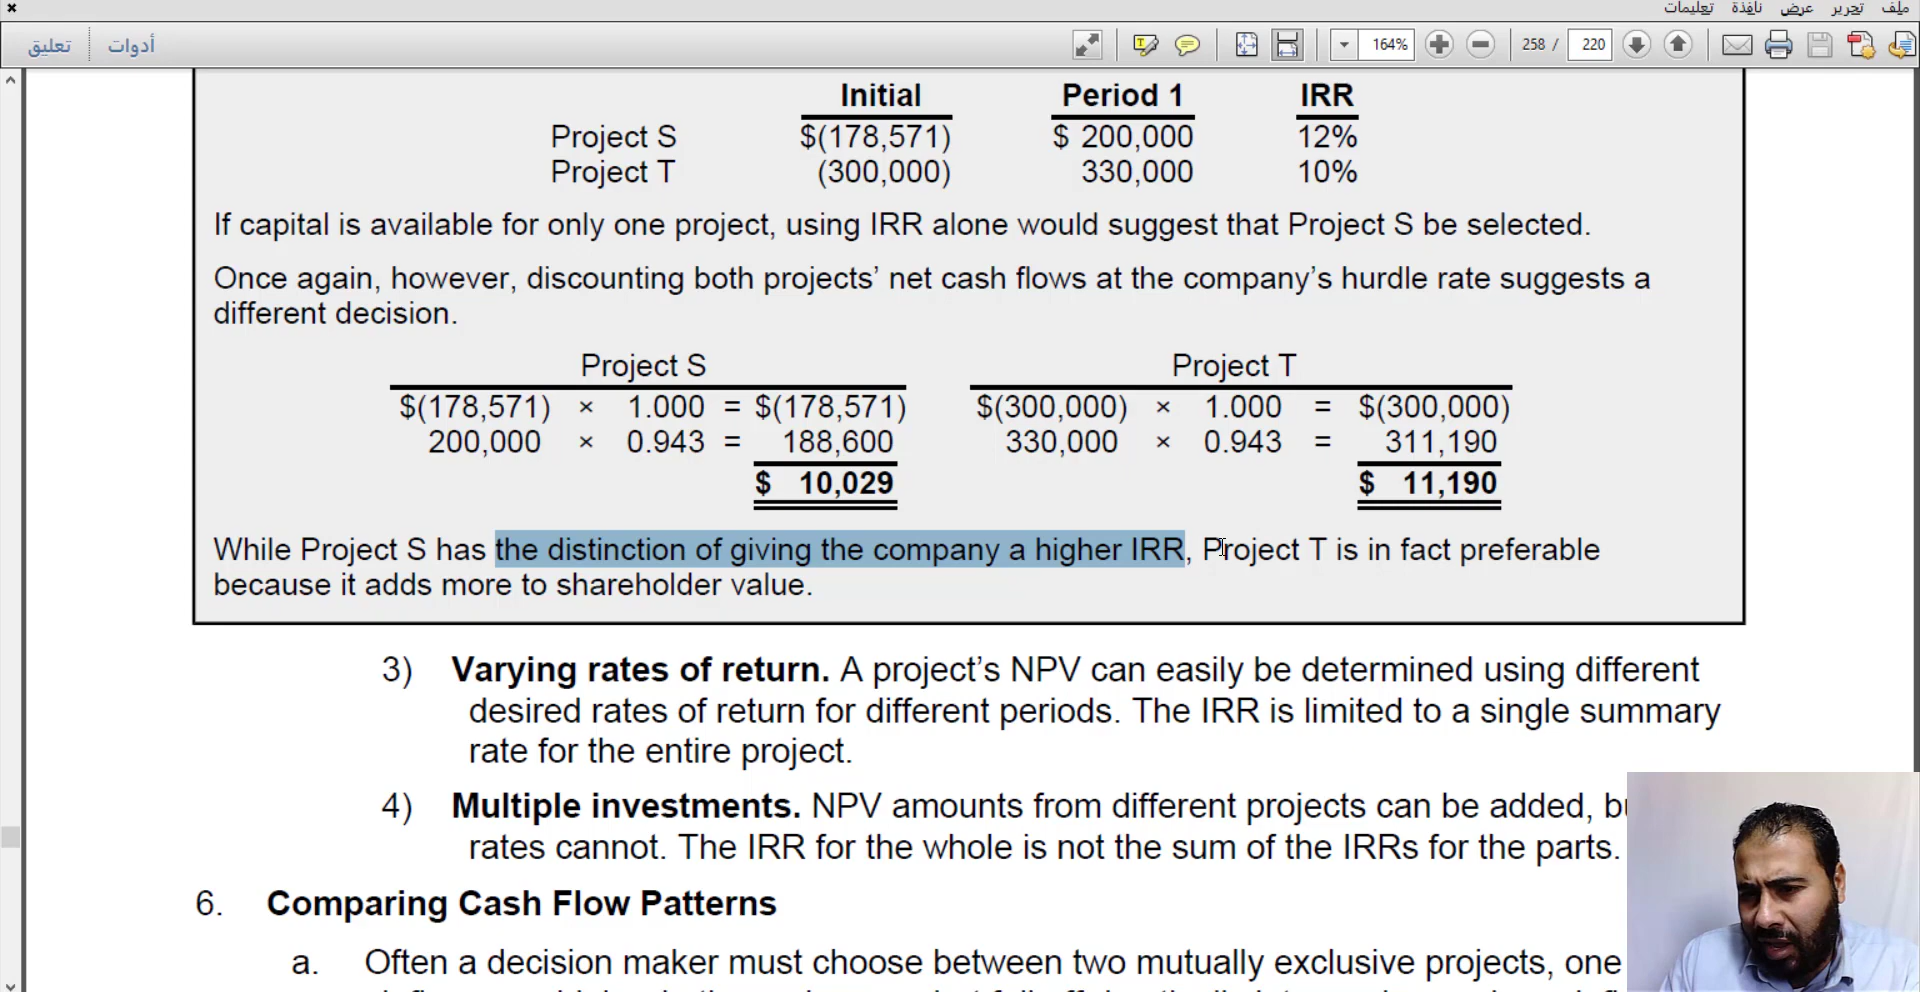 ملف تحرير عرض نافذة تعليمات
أدوات تعليق
164% 258 / 220
Initial Period 1 IRR
Project S $(178,571) $ 200,000 12%
Project T (300,000) 330,000 10%
If capital is available for only one project, using IRR alone would suggest that Project S be selected.
Once again, however, discounting both projects’ net cash flows at the company’s hurdle rate suggests a
different decision.
Project S Project T
$(178,571) × 1.000 = $(178,571) $(300,000) × 1.000 = $(300,000)
200,000 × 0.943 = 188,600 330,000 × 0.943 = 311,190
$ 10,029 $ 11,190
While Project S has the distinction of giving the company a higher IRR, Project T is in fact preferable
because it adds more to shareholder value.
3) Varying rates of return. A project’s NPV can easily be determined using different
desired rates of return for different periods. The IRR is limited to a single summary
rate for the entire project.
4) Multiple investments. NPV amounts from different projects can be added,
rates cannot. The IRR for the whole is not the sum of the IRRs for the parts.
6. Comparing Cash Flow Patterns
a. Often a decision maker must choose between two mutually exclusive projects, one